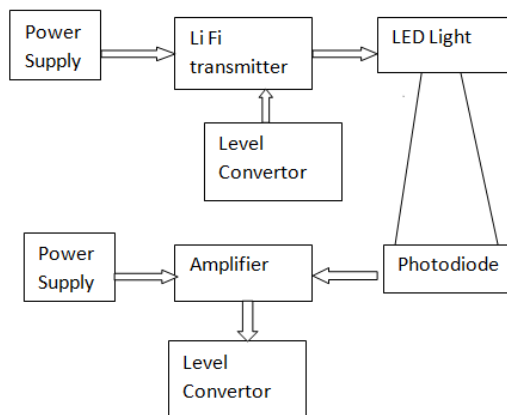 Power
Supply
Li Fi
transmitter
LED Light
Level
Convertor
Power
Supply
Amplifier
Photodiode
Level
Convertor